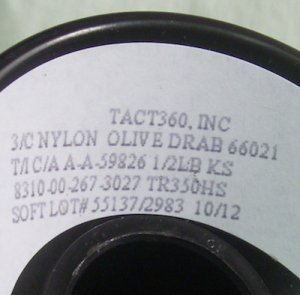 TACT360, INC
3/C NYLON OLIVE DRAB 66021
T/I C/A A-A-59826 1/2LB KS
8310-00-267-3027 TR350HS
SOFT LOT# 55137/2983 10/12